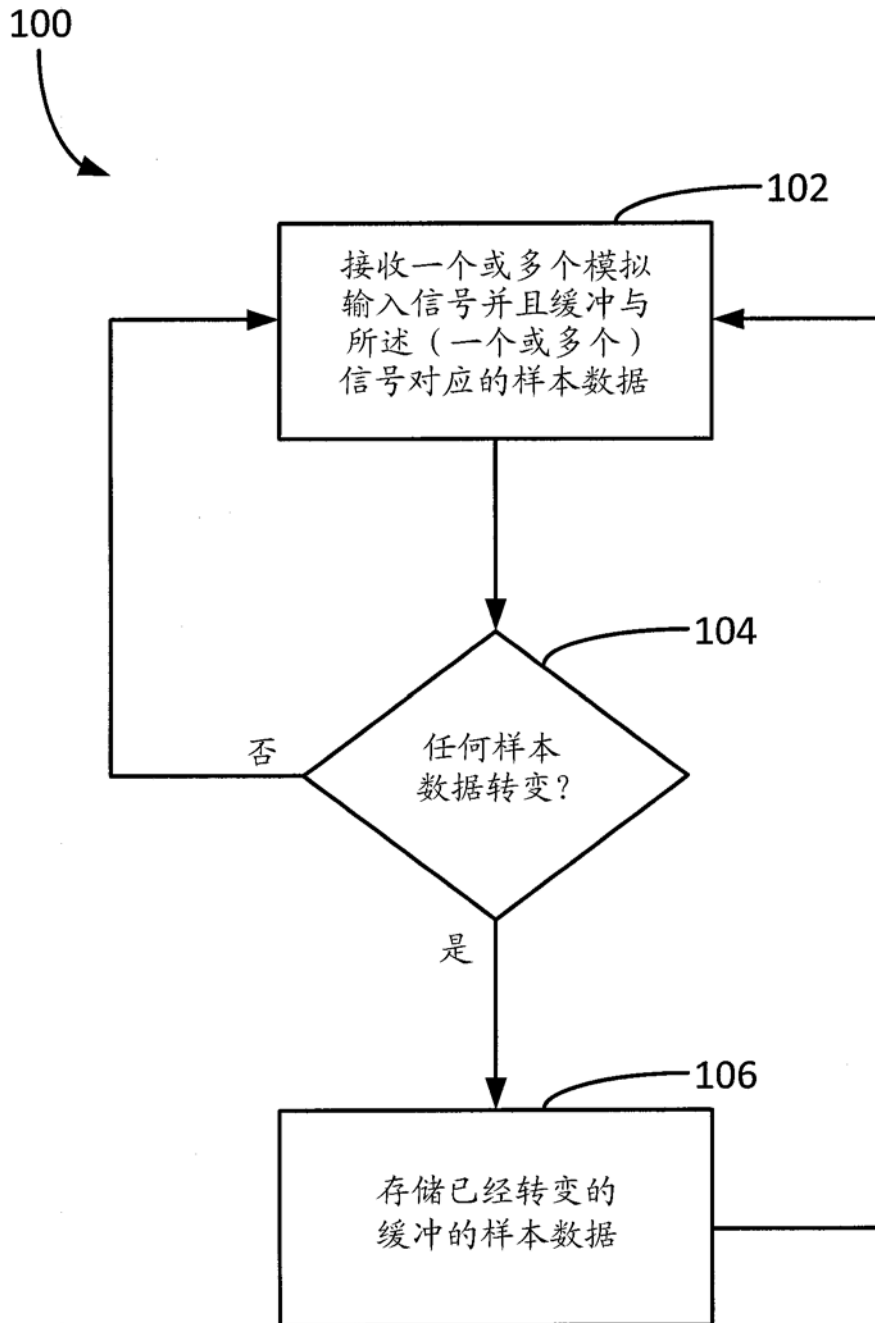 100
102
接收一个或多个模拟
输入信号并且缓冲与
所述（一个或多个）
信号对应的样本数据
104
任何样本
数据转变？
否
是
106
存储已经转变的
缓冲的样本数据